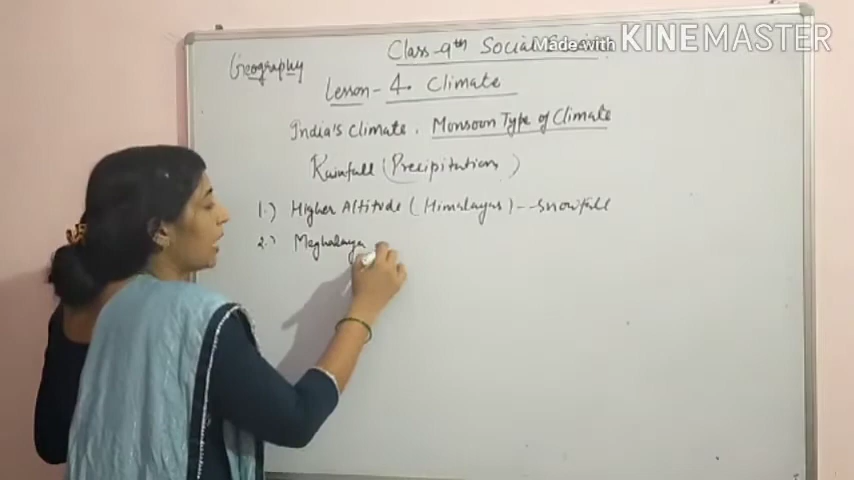 Geography
Class-9th Social
Made with KINEMASTER
Lesson - 4. Climate
India's Climate. Monsoon Type of Climate
Rainfall (Precipitation)
1.) Higher Altitude (Himalayas) -- Snowfall
2.) Meghalaya